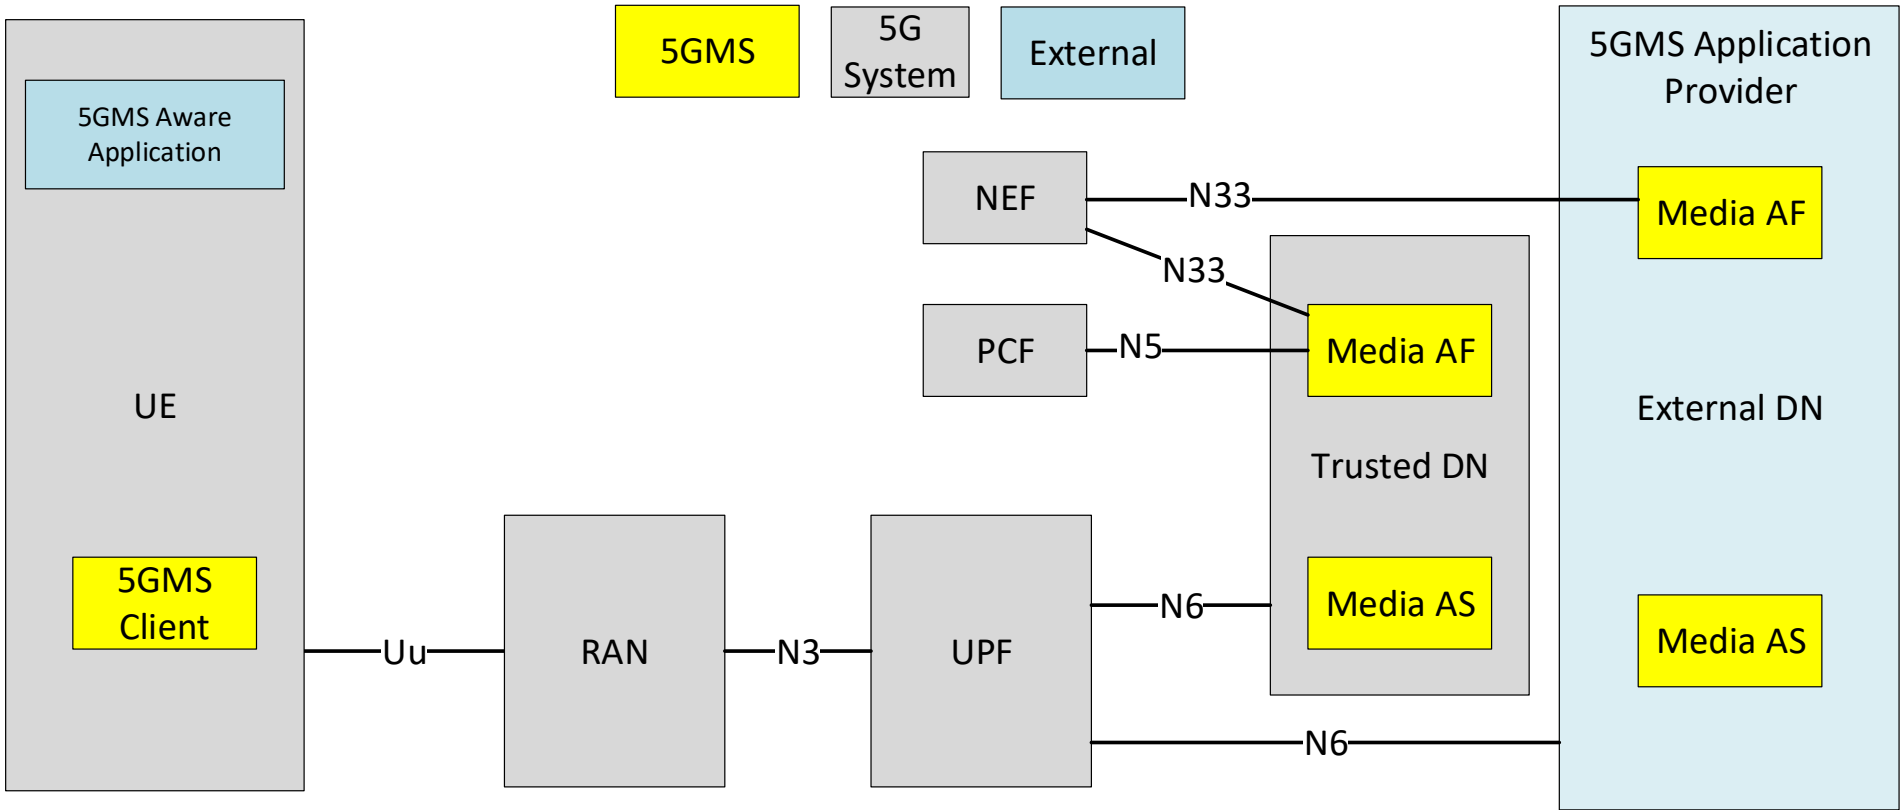 5GMS
5G
System
External
5GMS Application
Provider
5GMS Aware
Application
NEF
N33
Media AF
N33
PCF
N5
Media AF
UE
External DN
Trusted DN
5GMS
Client
Uu
RAN
N3
UPF
N6
Media AS
Media AS
N6